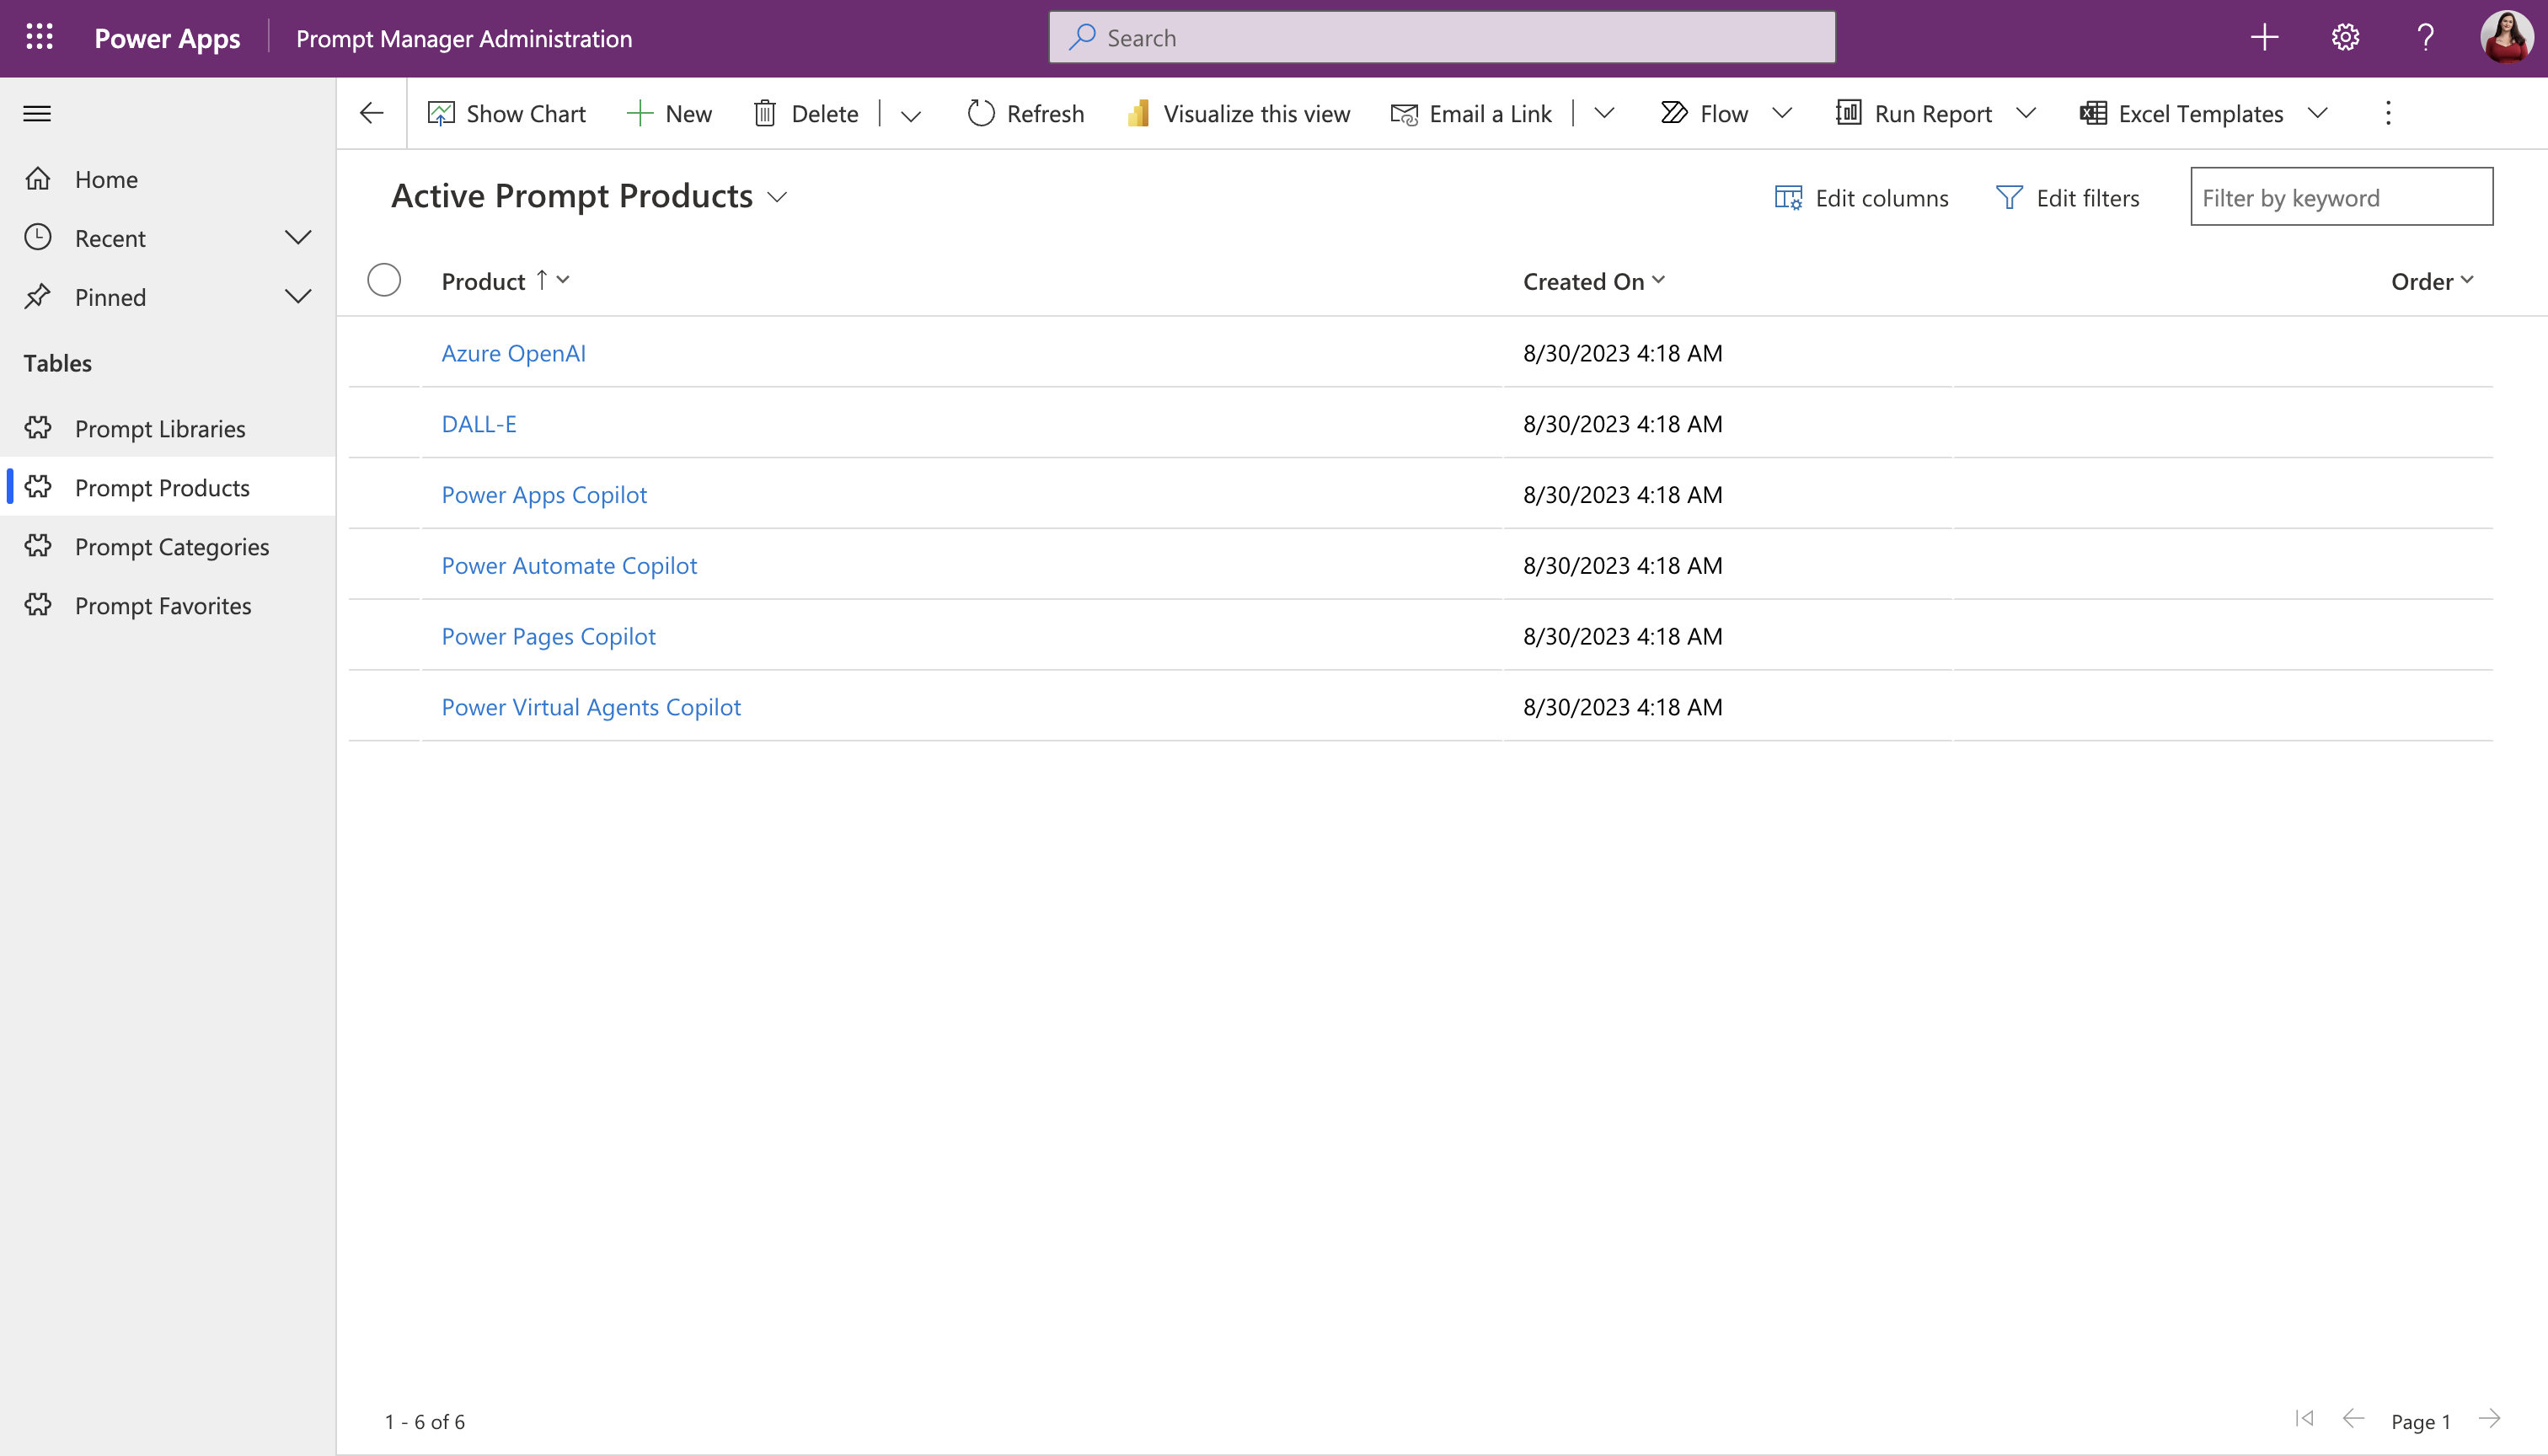 Power Apps
Prompt Manager Administration
Search
Show Chart
New
Delete
Refresh
Visualize this view
Email a Link
Flow
Run Report
Excel Templates
Home
Recent
Pinned
Tables
Prompt Libraries
Prompt Products
Prompt Categories
Prompt Favorites
Active Prompt Products
Edit columns
Edit filters
Filter by keyword
Product Created On Order
Azure OpenAI 8/30/2023 4:18 AM
DALL-E 8/30/2023 4:18 AM
Power Apps Copilot 8/30/2023 4:18 AM
Power Automate Copilot 8/30/2023 4:18 AM
Power Pages Copilot 8/30/2023 4:18 AM
Power Virtual Agents Copilot 8/30/2023 4:18 AM
1 - 6 of 6
Page 1